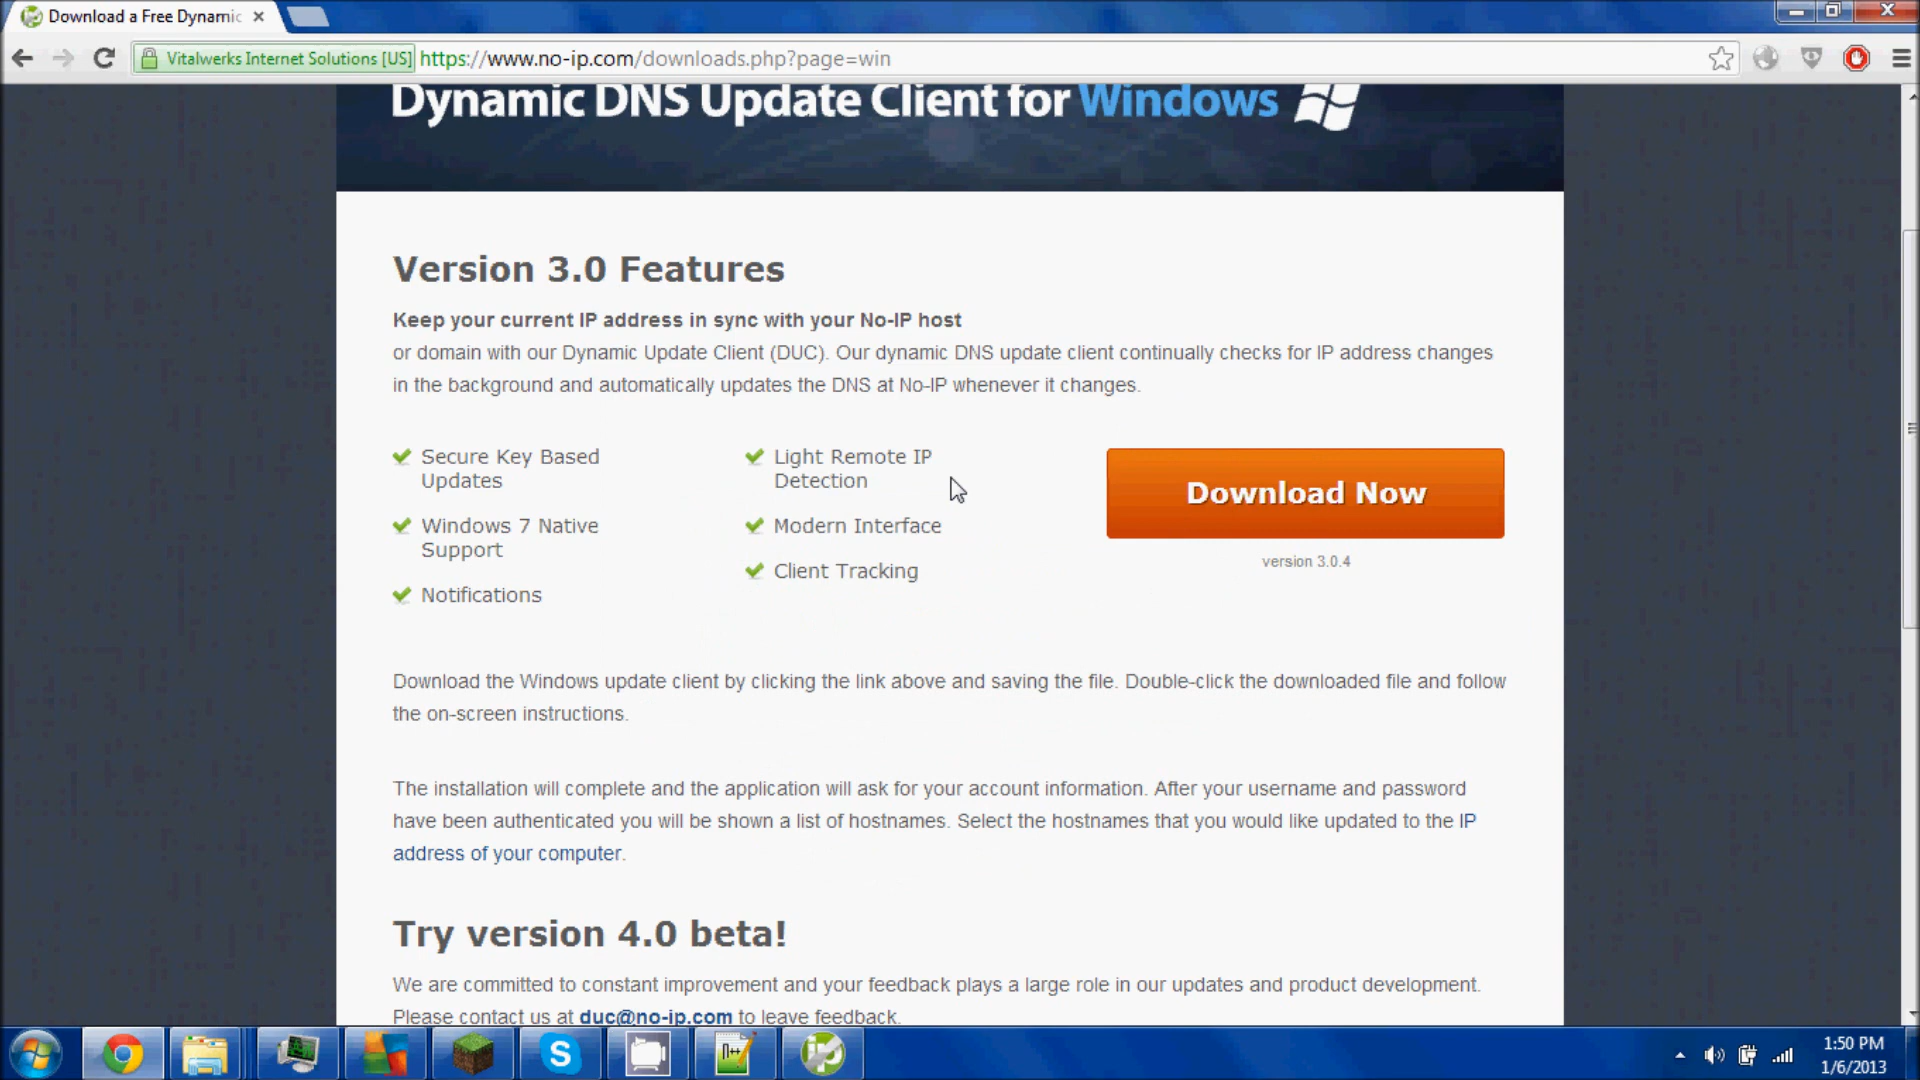 Download a Free Dynamic
Vitalwerks Internet Solutions [US] https://www.no-ip.com/downloads.php?page=win
Dynamic DNS Update Client for Windows
Version 3.0 Features
Keep your current IP address in sync with your No-IP host
or domain with our Dynamic Update Client (DUC). Our dynamic DNS update client continually checks for IP address changes
in the background and automatically updates the DNS at No-IP whenever it changes.
Secure Key Based
Updates
Windows 7 Native
Support
Notifications
Light Remote IP
Detection
Modern Interface
Client Tracking
Download Now
version 3.0.4
Download the Windows update client by clicking the link above and saving the file. Double-click the downloaded file and follow
the on-screen instructions.
The installation will complete and the application will ask for your account information. After your username and password
have been authenticated you will be shown a list of hostnames. Select the hostnames that you would like updated to the IP
address of your computer.
Try version 4.0 beta!
We are committed to constant improvement and your feedback plays a large role in our updates and product development.
Please contact us at duc@no-ip.com to leave feedback.
1:50 PM
1/6/2013